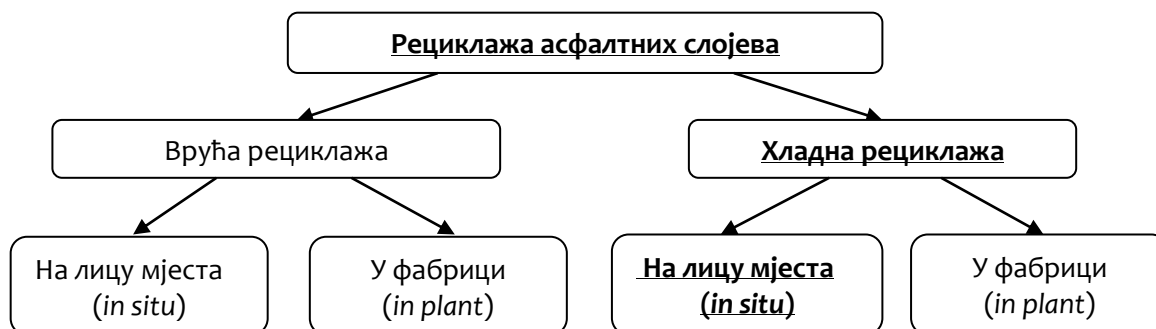 Рециклажа асфалтних слојева
Врућа рециклажа
Хладна рециклажа
На лицу мјеста
(in situ)
У фабрици
(in plant)
На лицу мјеста
(in situ)
У фабрици
(in plant)